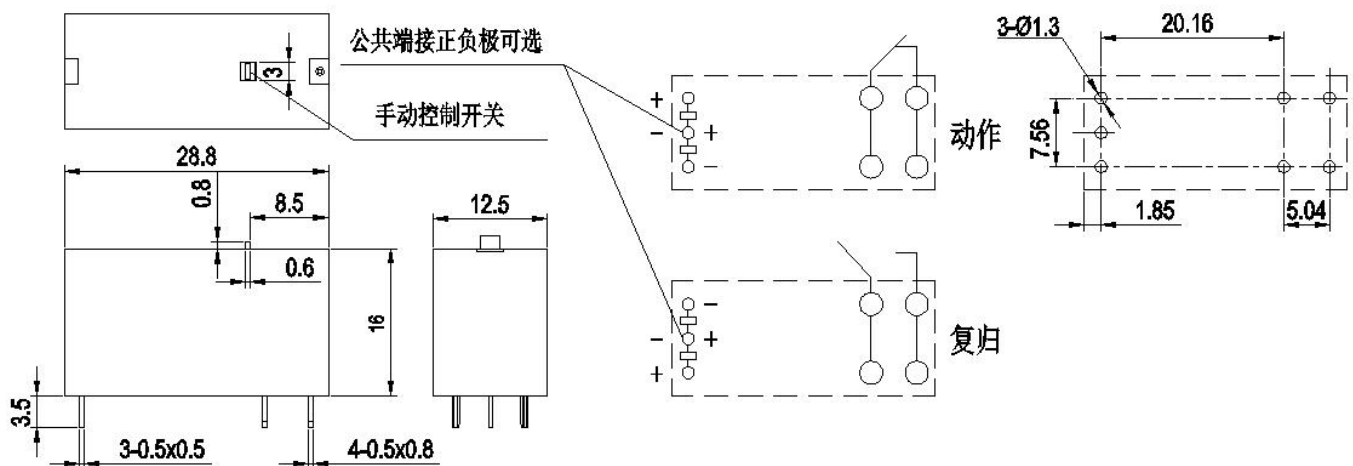 公共端接正负极可选
手动控制开关
3
28.8
0.8
8.5
0.6
16
3.5
3-0.5x0.5
4-0.5x0.8
12.5
+
-
+
-
动作
-
-
+
+
复归
3-Ø1.3
20.16
7.56
1.85
5.04